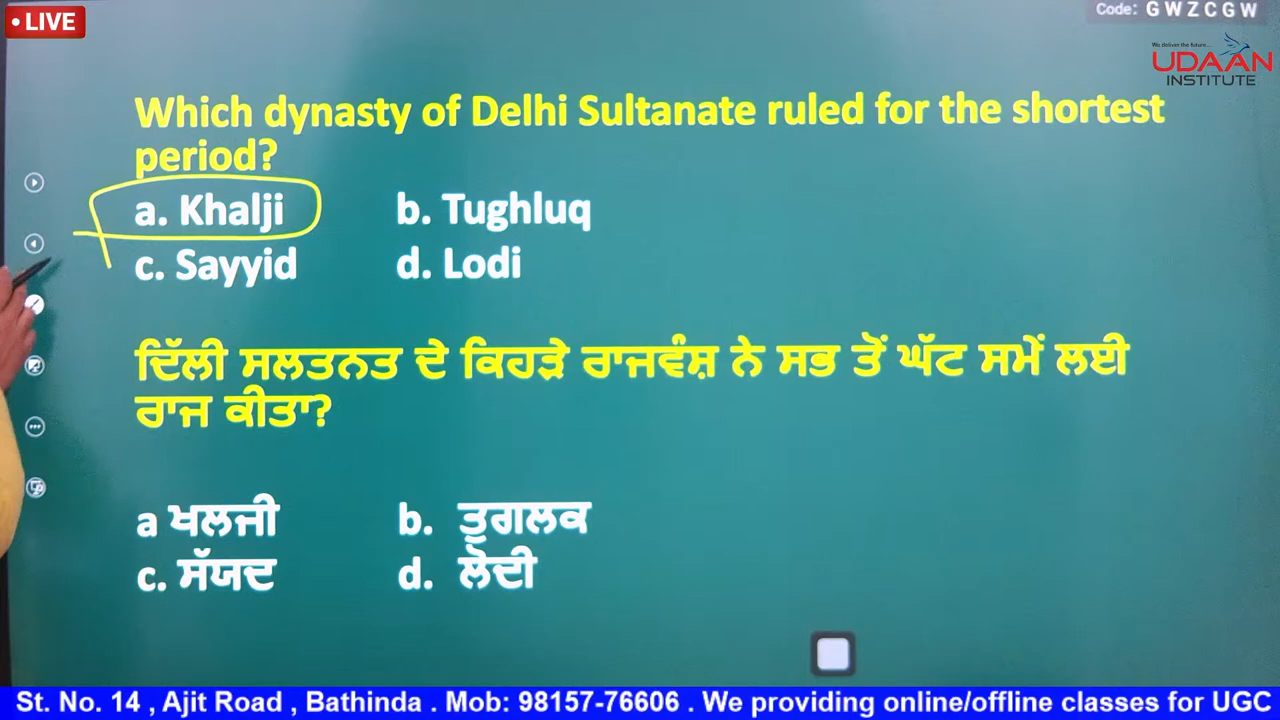 LIVE
Code: G W Z C G W
We deliver the future...
UDAAN
INSTITUTE
Which dynasty of Delhi Sultanate ruled for the shortest
period?
a. Khalji b. Tughluq
c. Sayyid d. Lodi
ਦਿੱਲੀ ਸਲਤਨਤ ਦੇ ਕਿਹੜੇ ਰਾਜਵੰਸ਼ ਨੇ ਸਭ ਤੋਂ ਘੱਟ ਸਮੇਂ ਲਈ
ਰਾਜ ਕੀਤਾ?
a ਖਲਜੀ b. ਤੁਗਲਕ
c. ਸੱਯਦ d. ਲੋਦੀ
St. No. 14 , Ajit Road , Bathinda . Mob: 98157-76606 . We providing online/offline classes for UGC